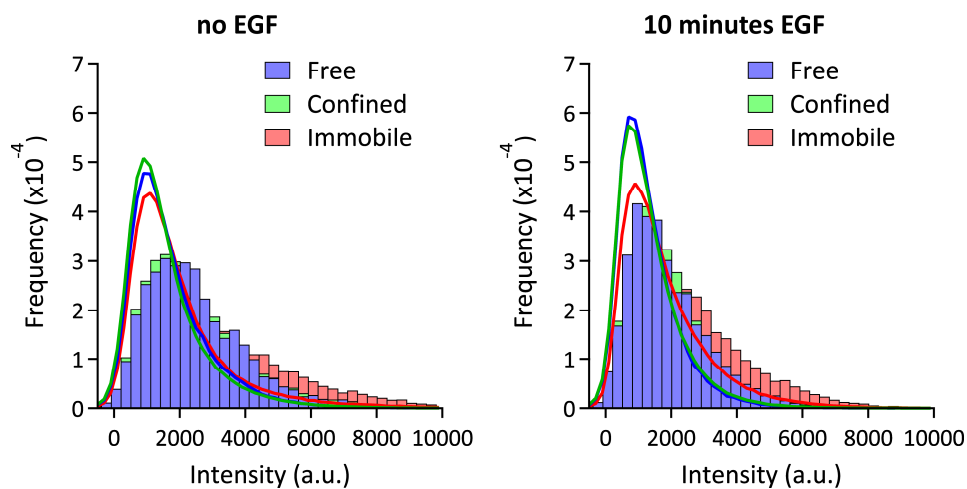 no EGF
7
6
5
4
3
2
1
0
Frequency (x10-4)
Free
Confined
Immobile
0 2000 4000 6000 8000 10000
Intensity (a.u.)
10 minutes EGF
7
6
5
4
3
2
1
0
Frequency (x10-4)
Free
Confined
Immobile
0 2000 4000 6000 8000 10000
Intensity (a.u.)